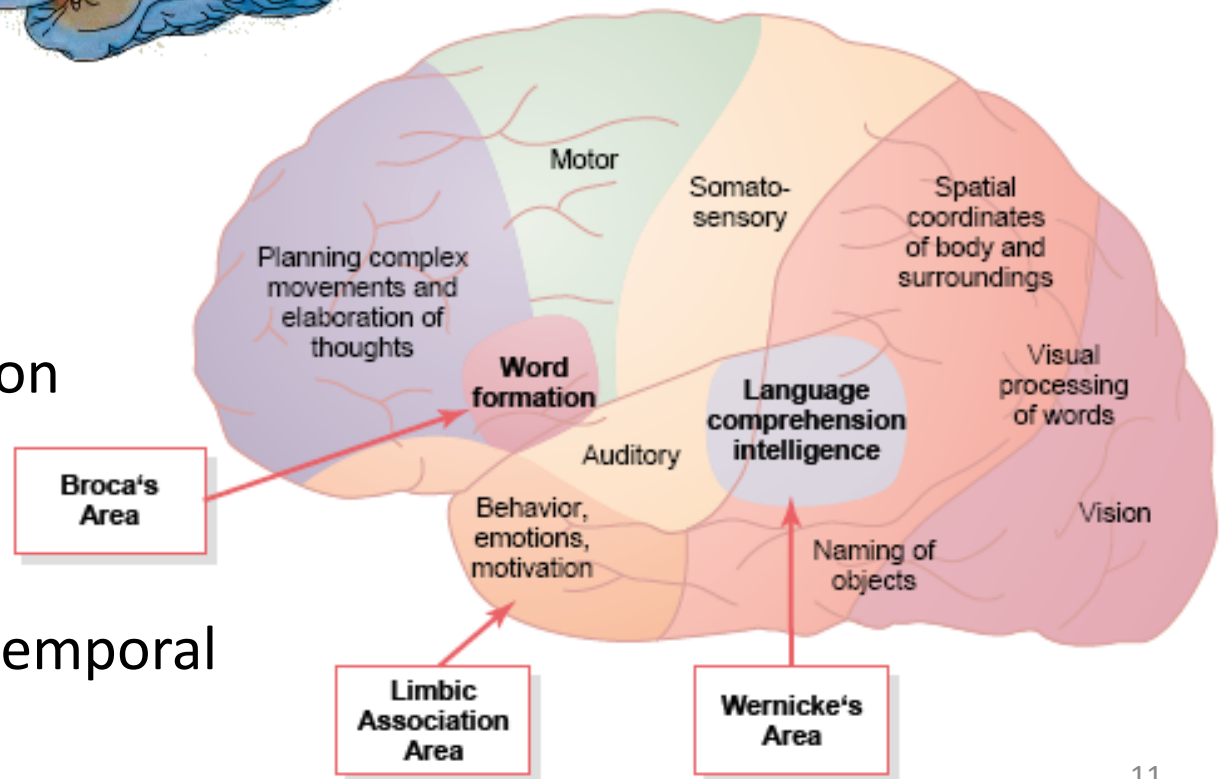 Motor
Somato-
sensory
Spatial
coordinates
of body and
surroundings
Planning complex
movements and
elaboration of
thoughts
Word
formation
Visual
processing
of words
Language
comprehension
intelligence
on
Auditory
Broca‘s
Area
Behavior,
emotions,
motivation
Vision
Naming of
objects
emporal
Limbic
Association
Area
Wernicke‘s
Area
11